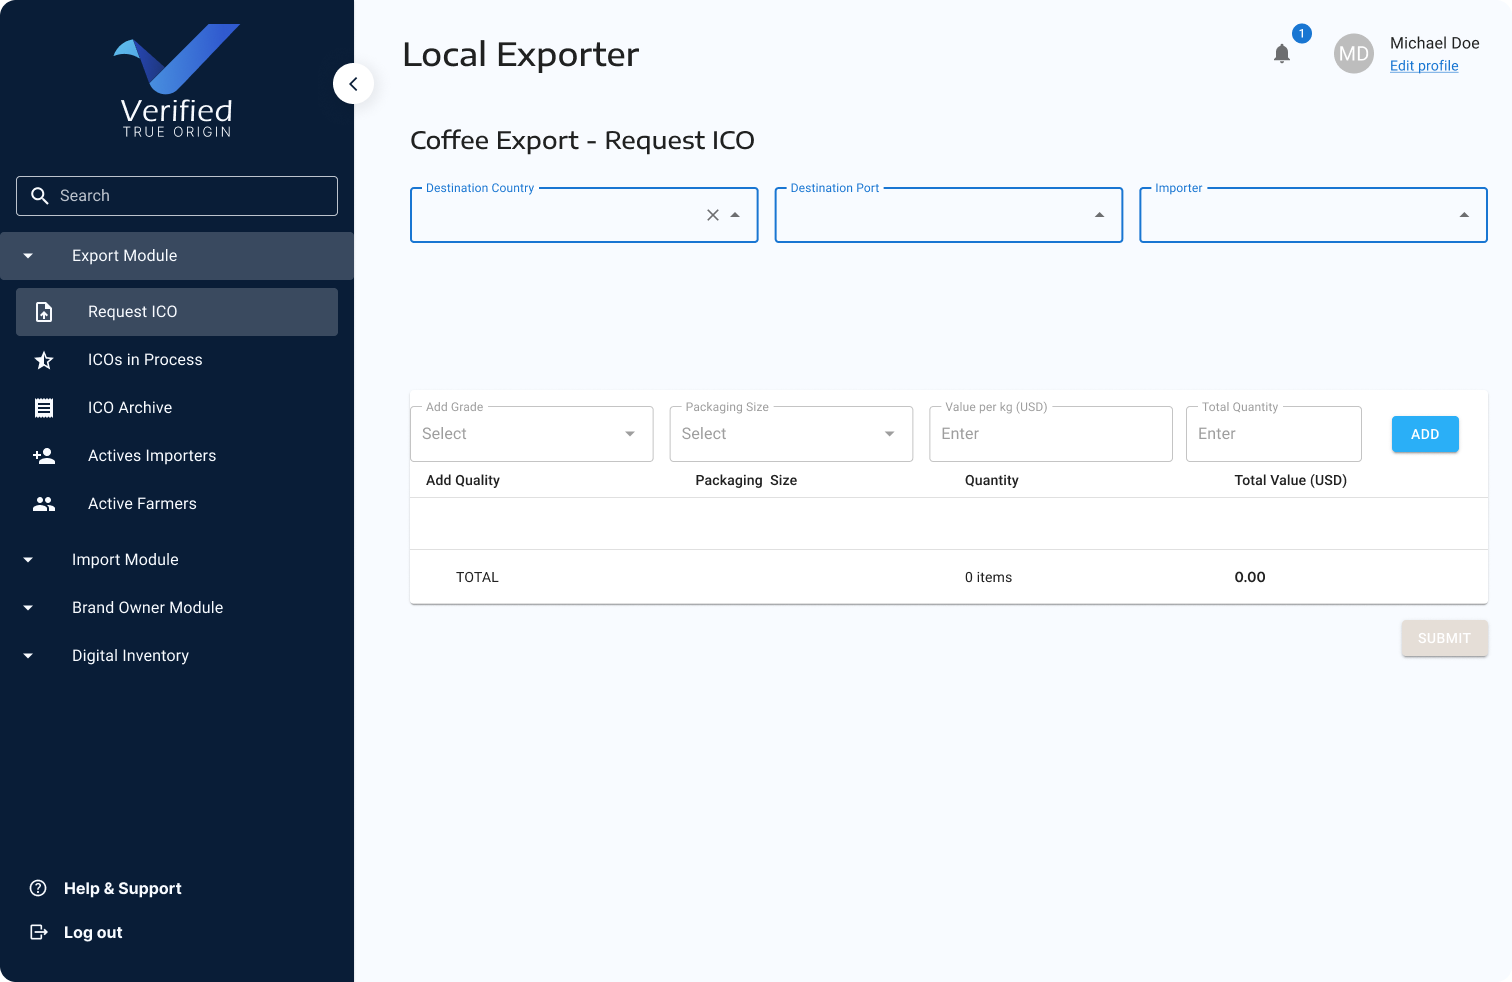 Verified
TRUE ORIGIN
Search
Export Module
Request ICO
ICOs in Process
ICO Archive
Actives Importers
Active Farmers
Import Module
Brand Owner Module
Digital Inventory
Help & Support
Log out
Local Exporter
1
MD
Michael Doe
Edit profile
Coffee Export - Request ICO
Destination Country
Destination Port
Importer
Add Grade
Select
Packaging Size
Select
Value per kg (USD)
Enter
Total Quantity
Enter
ADD
Add Quality Packaging Size Quantity Total Value (USD)
TOTAL 0 items 0.00
SUBMIT